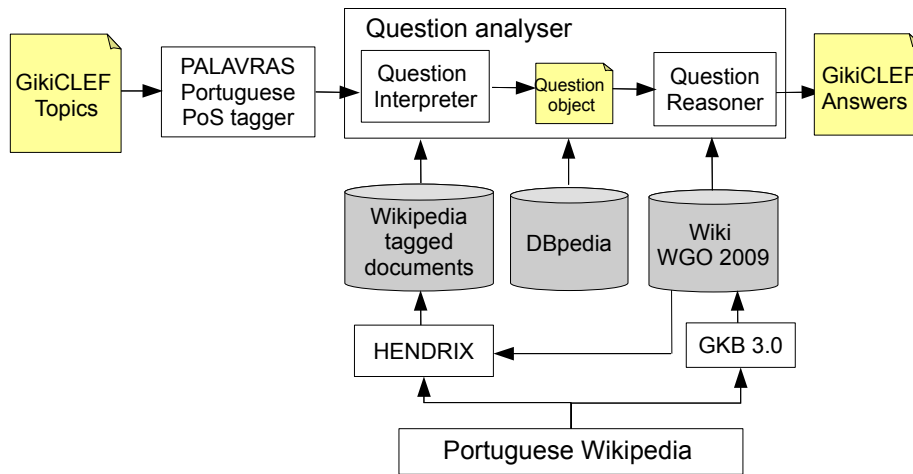 Question analyser
GikiCLEF
Topics
PALAVRAS
Portuguese
PoS tagger
Question
Interpreter
Question
object
Question
Reasoner
GikiCLEF
Answers
Wikipedia
tagged
documents
DBpedia
Wiki
WGO 2009
HENDRIX
GKB 3.0
Portuguese Wikipedia